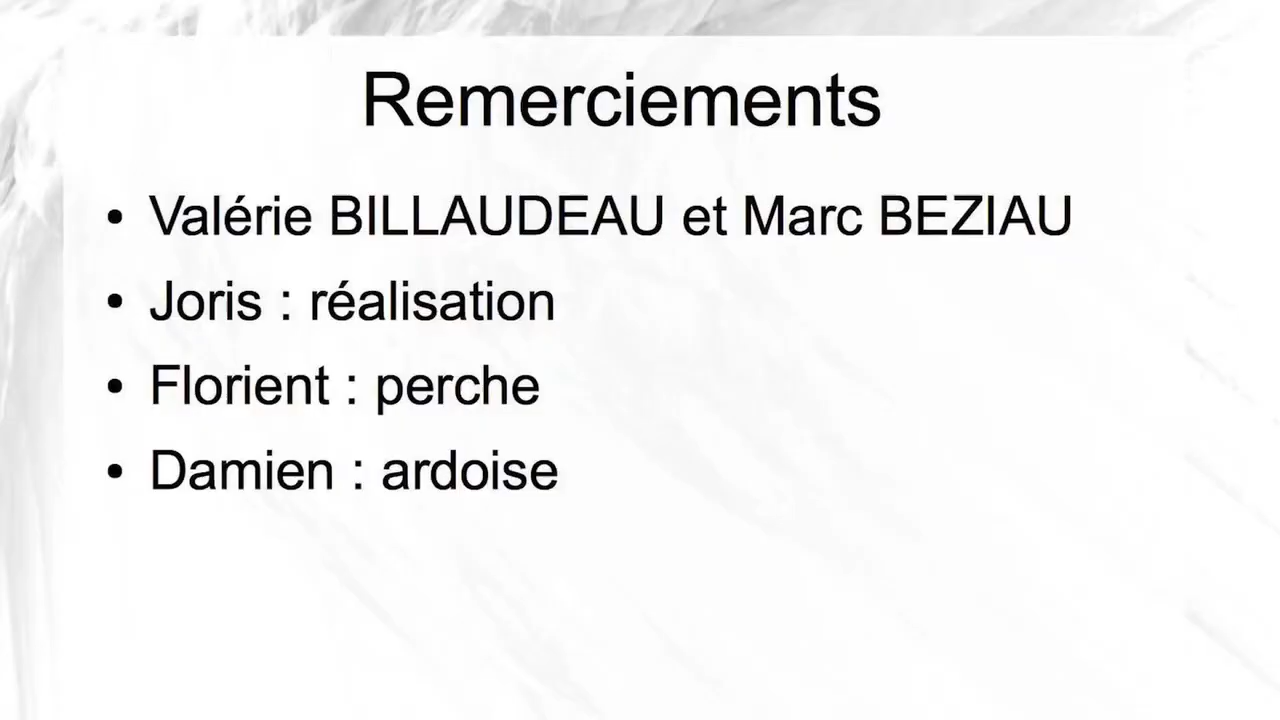 Remerciements
• Valérie BILLAUDEAU et Marc BEZIAU
• Joris : réalisation
• Florient : perche
• Damien : ardoise